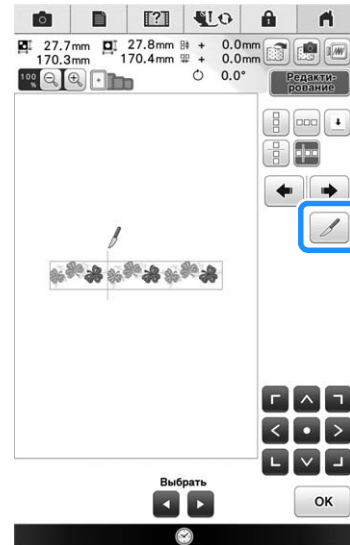 27.7mm 27.8mm + 0.0mm
170.3mm 170.4mm + 0.0mm
100 % 0.0°
Редакти-
рование
Выбрать
OK